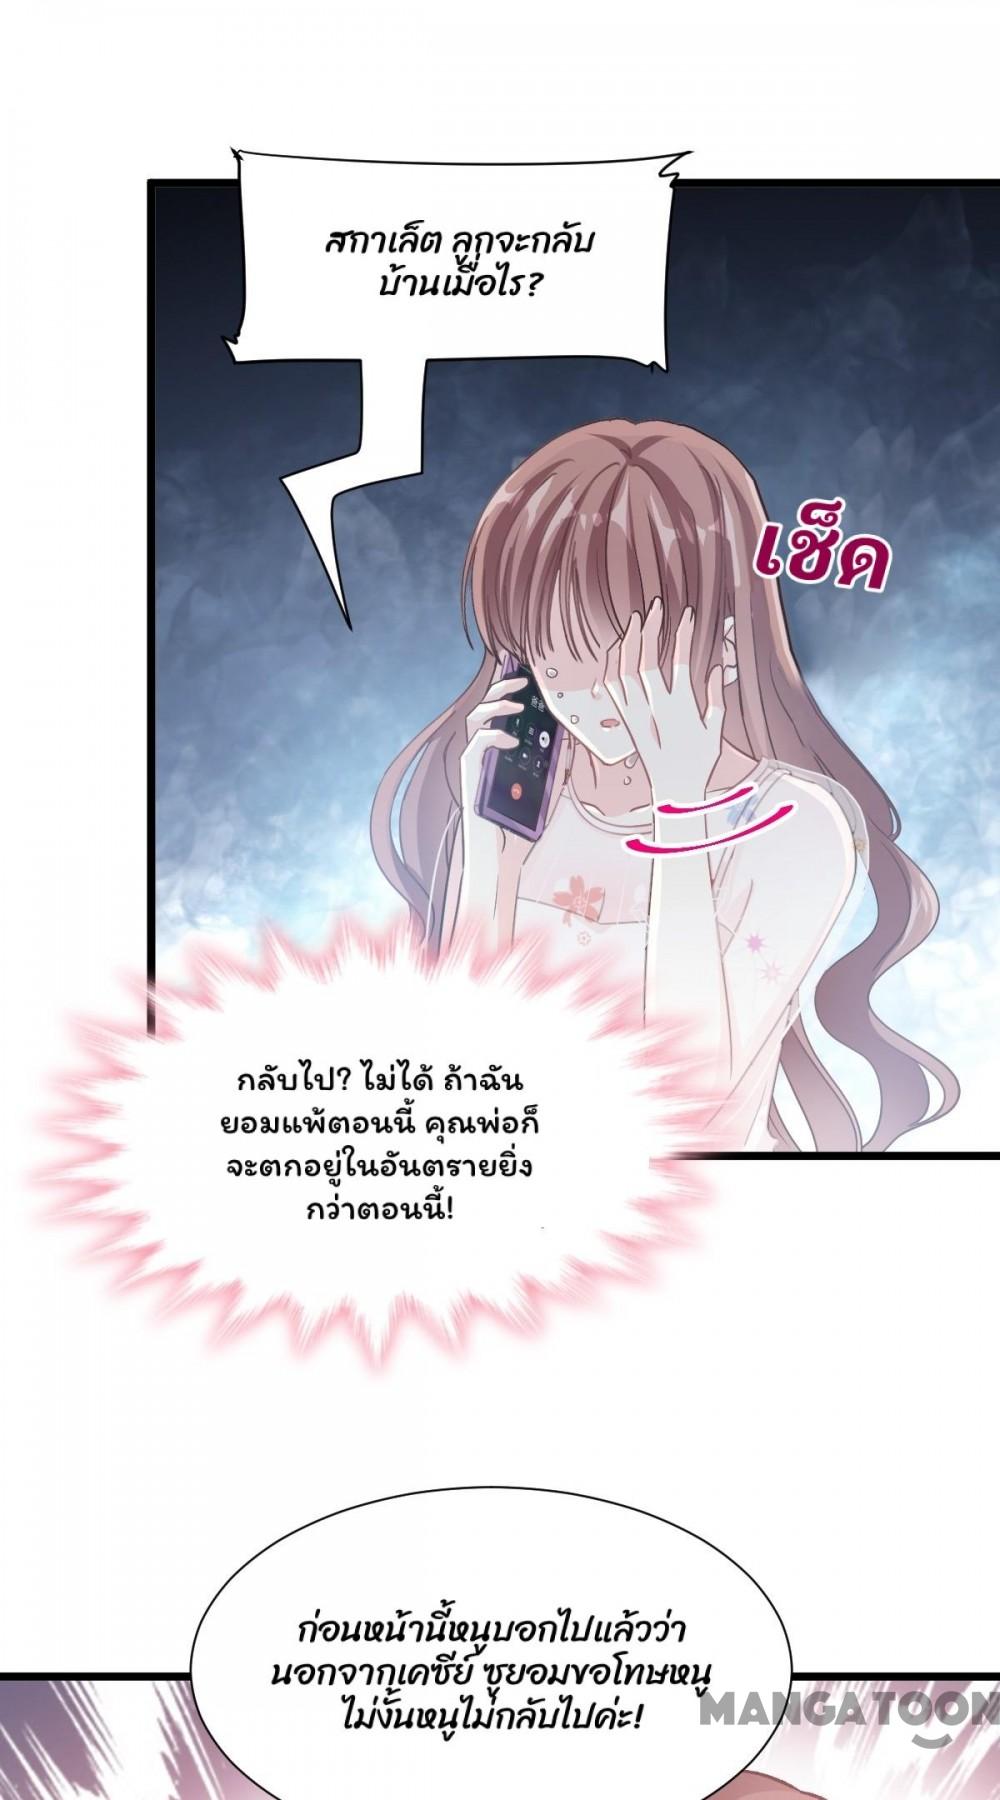 สกาเล็ต ลูกจะกลับ
บ้านเมื่อไร?
เช็ด
กลับไป? ไม่ได้ ถ้าฉัน
ยอมแพ้ตอนนี้ คุณพ่อก็
จะตกอยู่ในอันตรายยิ่ง
กว่าตอนนี้!
ก่อนหน้านี้หนูบอกไปแล้วว่า
นอกจากเคซีย์ ซูยอมขอโทษหนู
ไม่งั้นหนูไม่กลับไปค่ะ!
MANGATOON